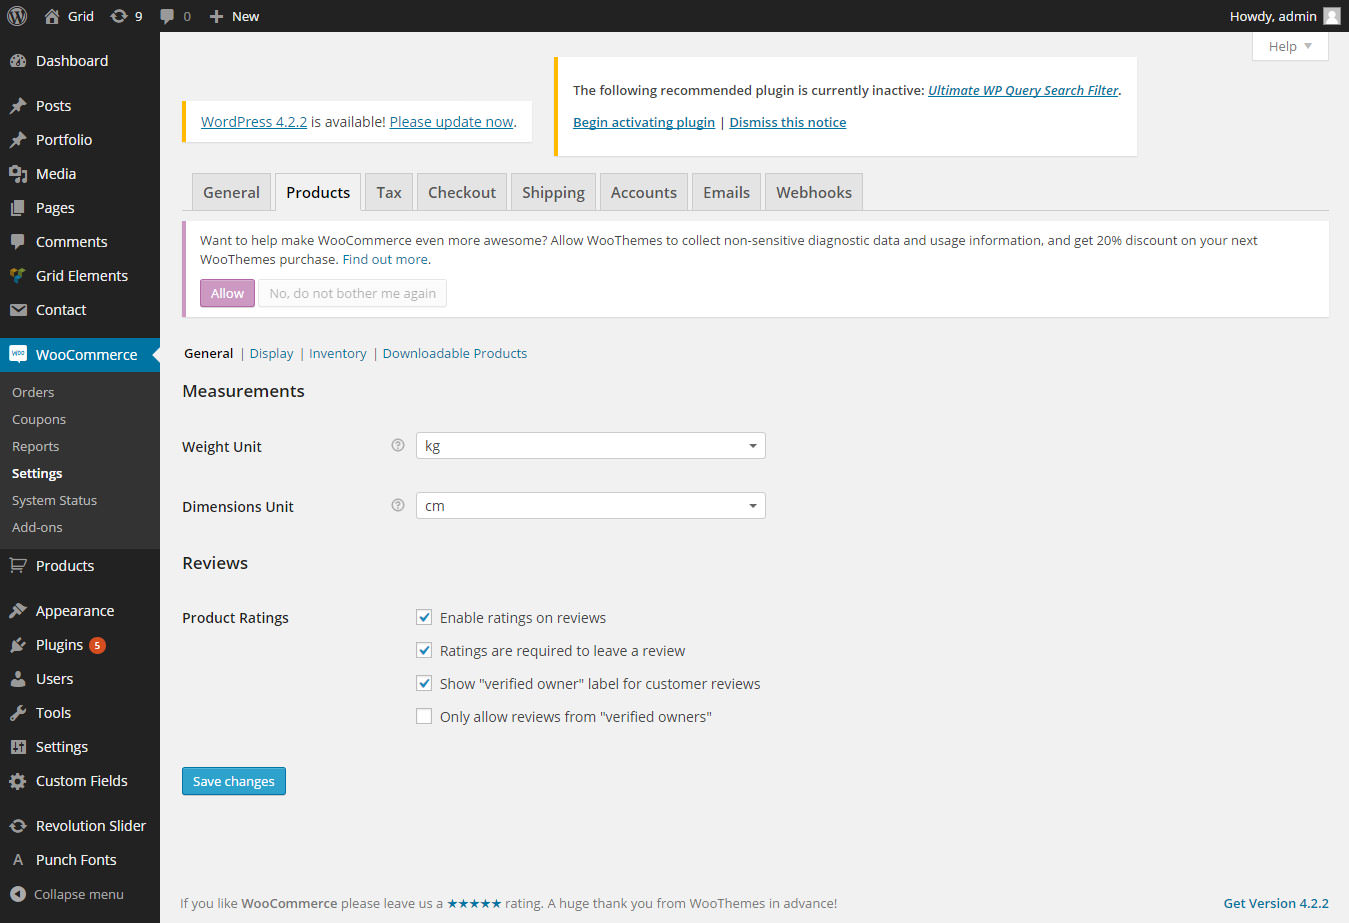 Grid 9 0 New Howdy, admin
Help
Dashboard
Posts
Portfolio
Media
Pages
Comments
Grid Elements
Contact
WooCommerce
Orders
Coupons
Reports
Settings
System Status
Add-ons
Products
Appearance
Plugins 5
Users
Tools
Settings
Custom Fields
Revolution Slider
Punch Fonts
Collapse menu
WordPress 4.2.2 is available! Please update now.
The following recommended plugin is currently inactive: Ultimate WP Query Search Filter.
Begin activating plugin | Dismiss this notice
General Products Tax Checkout Shipping Accounts Emails Webhooks
Want to help make WooCommerce even more awesome? Allow WooThemes to collect non-sensitive diagnostic data and usage information, and get 20% discount on your next
WooThemes purchase. Find out more.
Allow No, do not bother me again
General | Display | Inventory | Downloadable Products
Measurements
Weight Unit ? kg
Dimensions Unit ? cm
Reviews
Product Ratings Enable ratings on reviews
Ratings are required to leave a review
Show "verified owner" label for customer reviews
Only allow reviews from "verified owners"
Save changes
If you like WooCommerce please leave us a ★★★★★ rating. A huge thank you from WooThemes in advance! Get Version 4.2.2